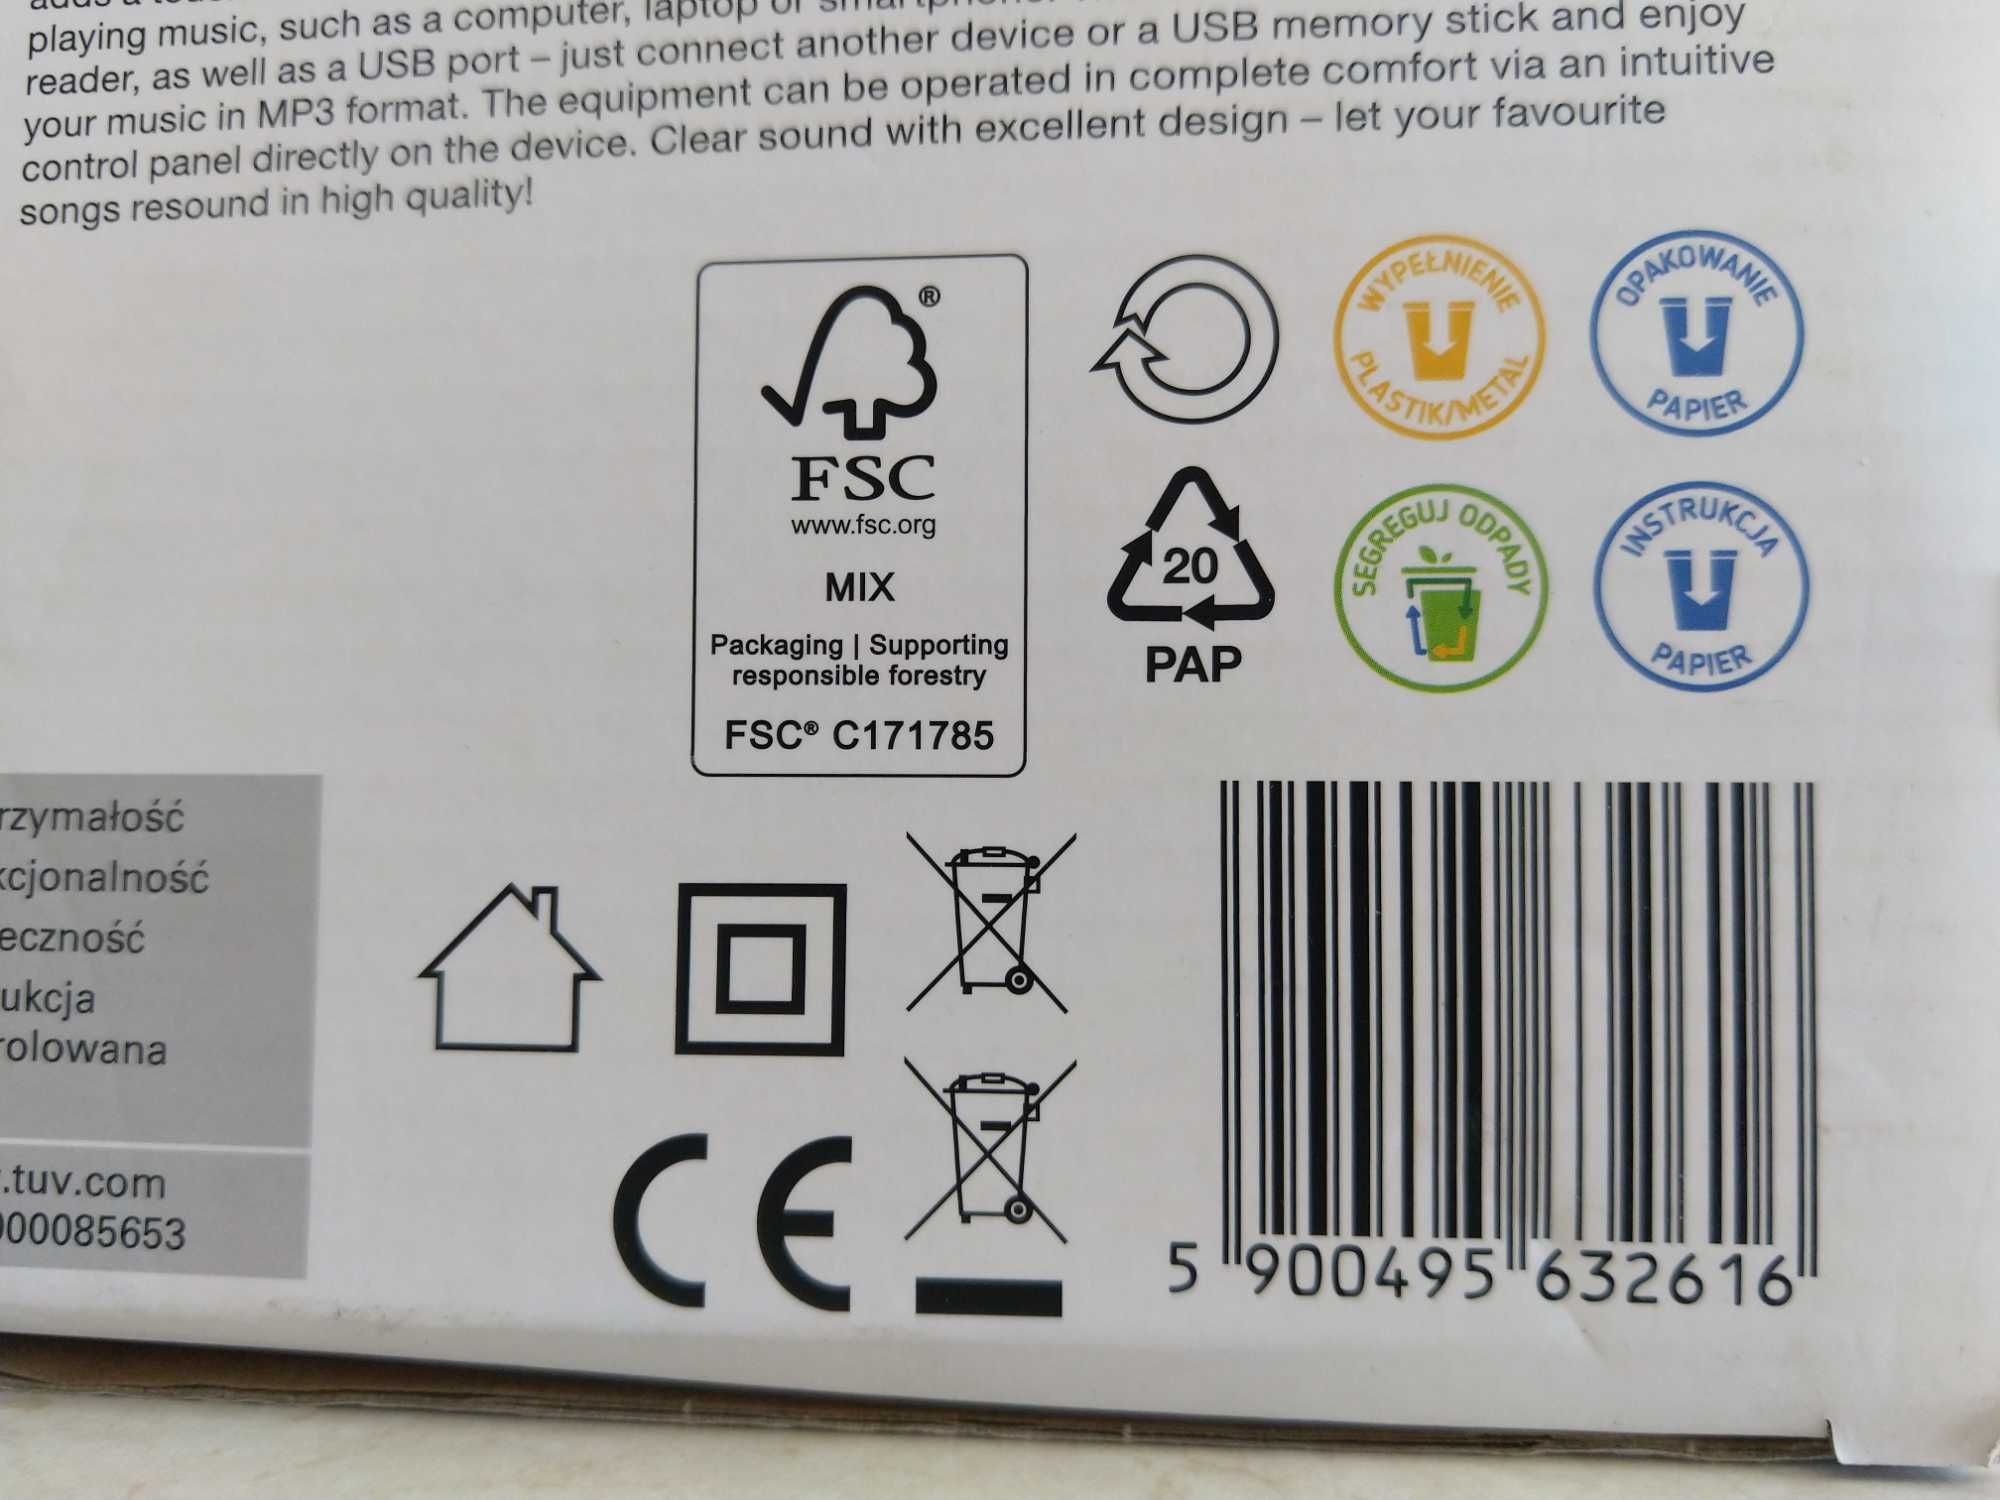 playing music, such as a computer, laptop or
reader, as well as a USB port – just connect another device or a USB memory stick and enjoy
your music in MP3 format. The equipment can be operated in complete comfort via an intuitive
control panel directly on the device. Clear sound with excellent design – let your favourite
songs resound in high quality!
®
FSC
www.fsc.org
MIX
Packaging | Supporting
responsible forestry
FSC® C171785
WYPEŁNIENIE
PLASTIK/METAL
OPAKOWANIE
PAPIER
20
PAP
SEGREGUJ ODPADY
INSTRUKCJA
PAPIER
rzymałość
kcjonalność
eczność
ukcja
rolowana
.tuv.com
000085653
CE
5 900495 632616